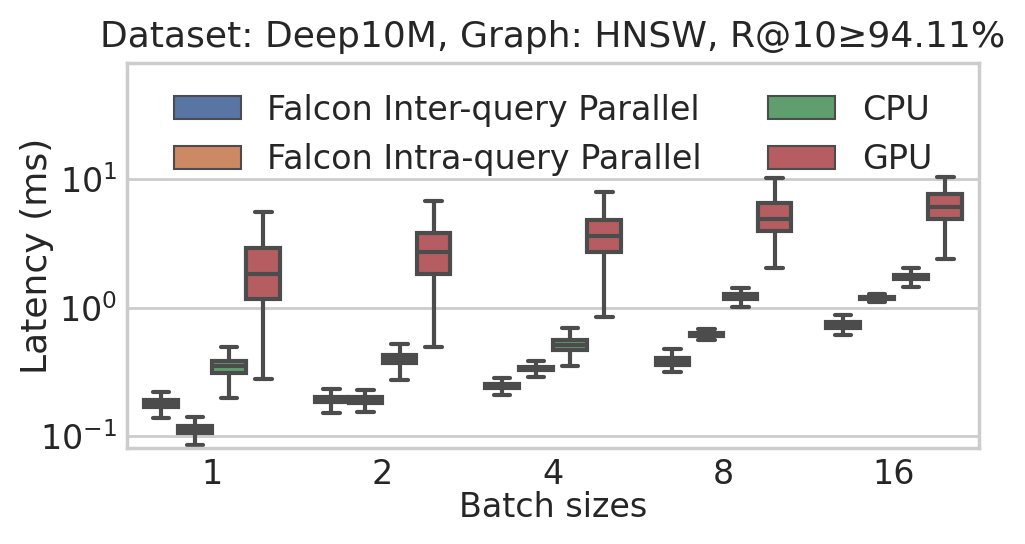 Dataset: Deep10M, Graph: HNSW, R@10≥94.11%
Falcon Inter-query Parallel
CPU
Falcon Intra-query Parallel
GPU
Latency (ms)
10¹
10⁰
10⁻¹
1
2
4
8
16
Batch sizes